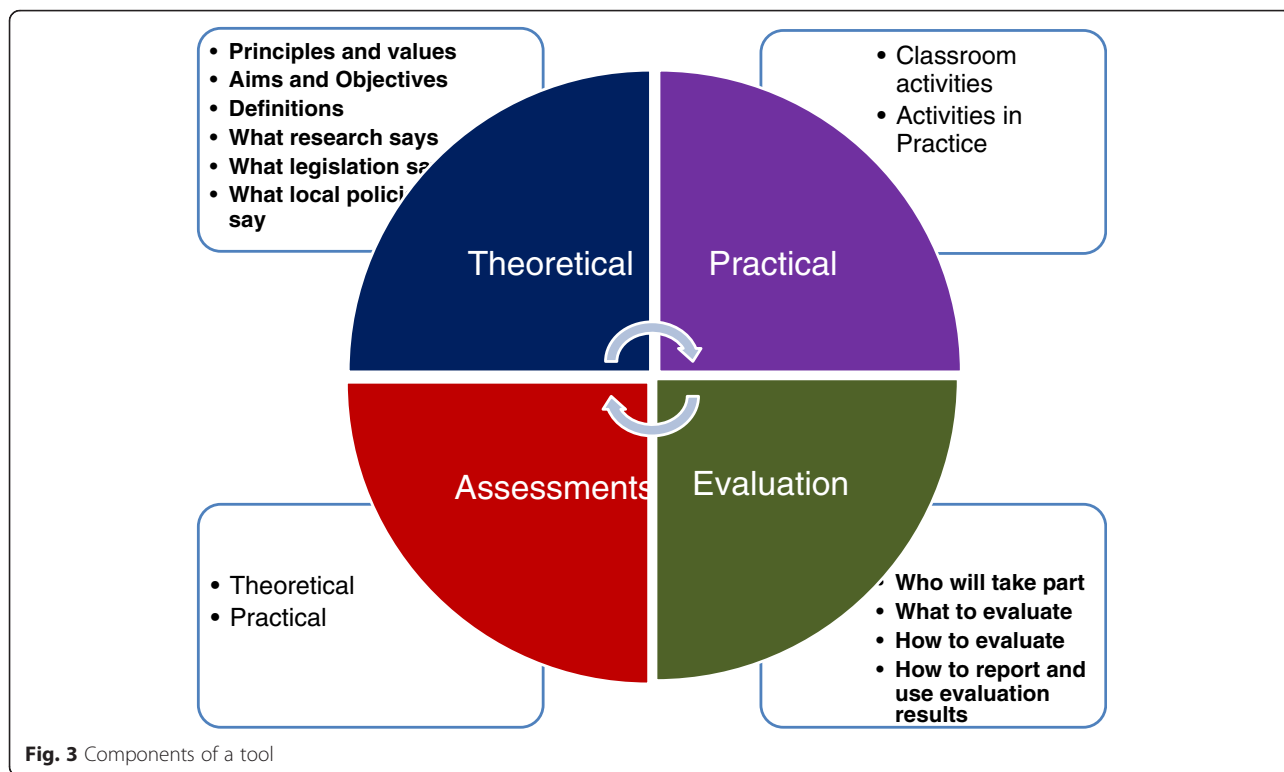 • Principles and values
• Aims and Objectives
• Definitions
• What research says
• What legislation sa
• What local polici
say
• Classroom
activities
• Activities in
Practice
Theoretical
Practical
Assessments
Evaluation
• Theoretical
• Practical
• Who will take part
• What to evaluate
• How to evaluate
• How to report and
use evaluation
results
Fig. 3 Components of a tool